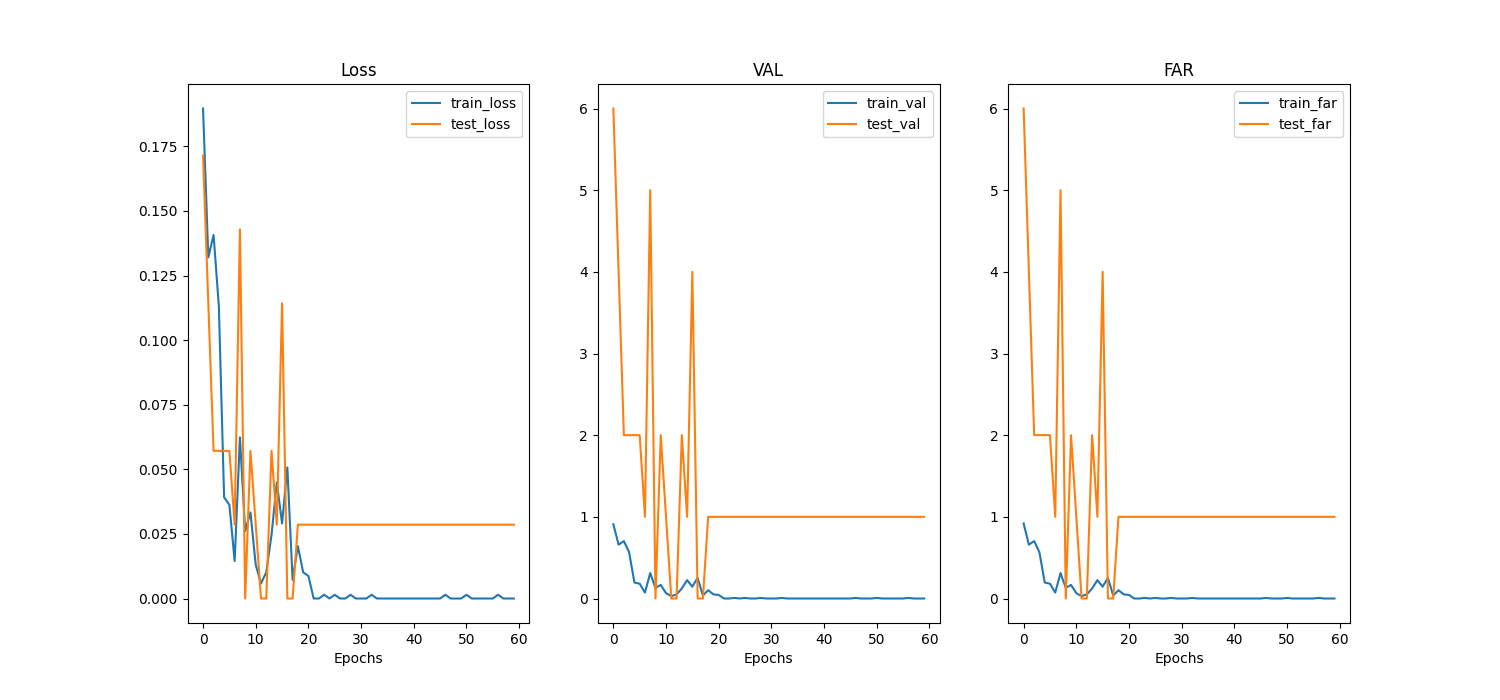 Loss
train_loss
test_loss
0.175
0.150
0.125
0.100
0.075
0.050
0.025
0.000
0 10 20 30 40 50 60
Epochs
VAL
train_val
test_val
6
5
4
3
2
1
0
0 10 20 30 40 50 60
Epochs
FAR
train_far
test_far
6
5
4
3
2
1
0
0 10 20 30 40 50 60
Epochs